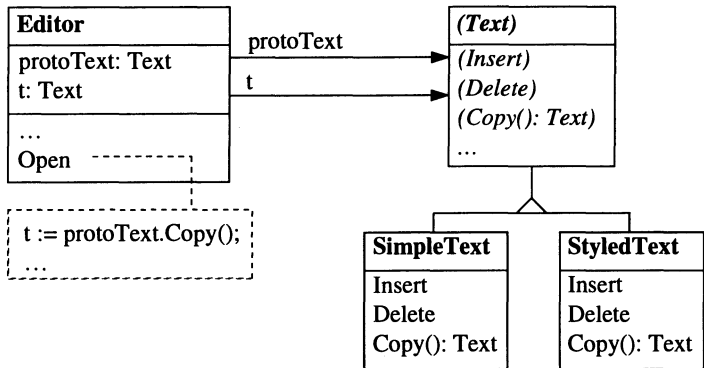 Editor
protoText: Text
t: Text
…
Open
t := protoText.Copy();
…
protoText
t
(Text)
(Insert)
(Delete)
(Copy(): Text)
…
SimpleText
Insert
Delete
Copy(): Text
StyledText
Insert
Delete
Copy(): Text